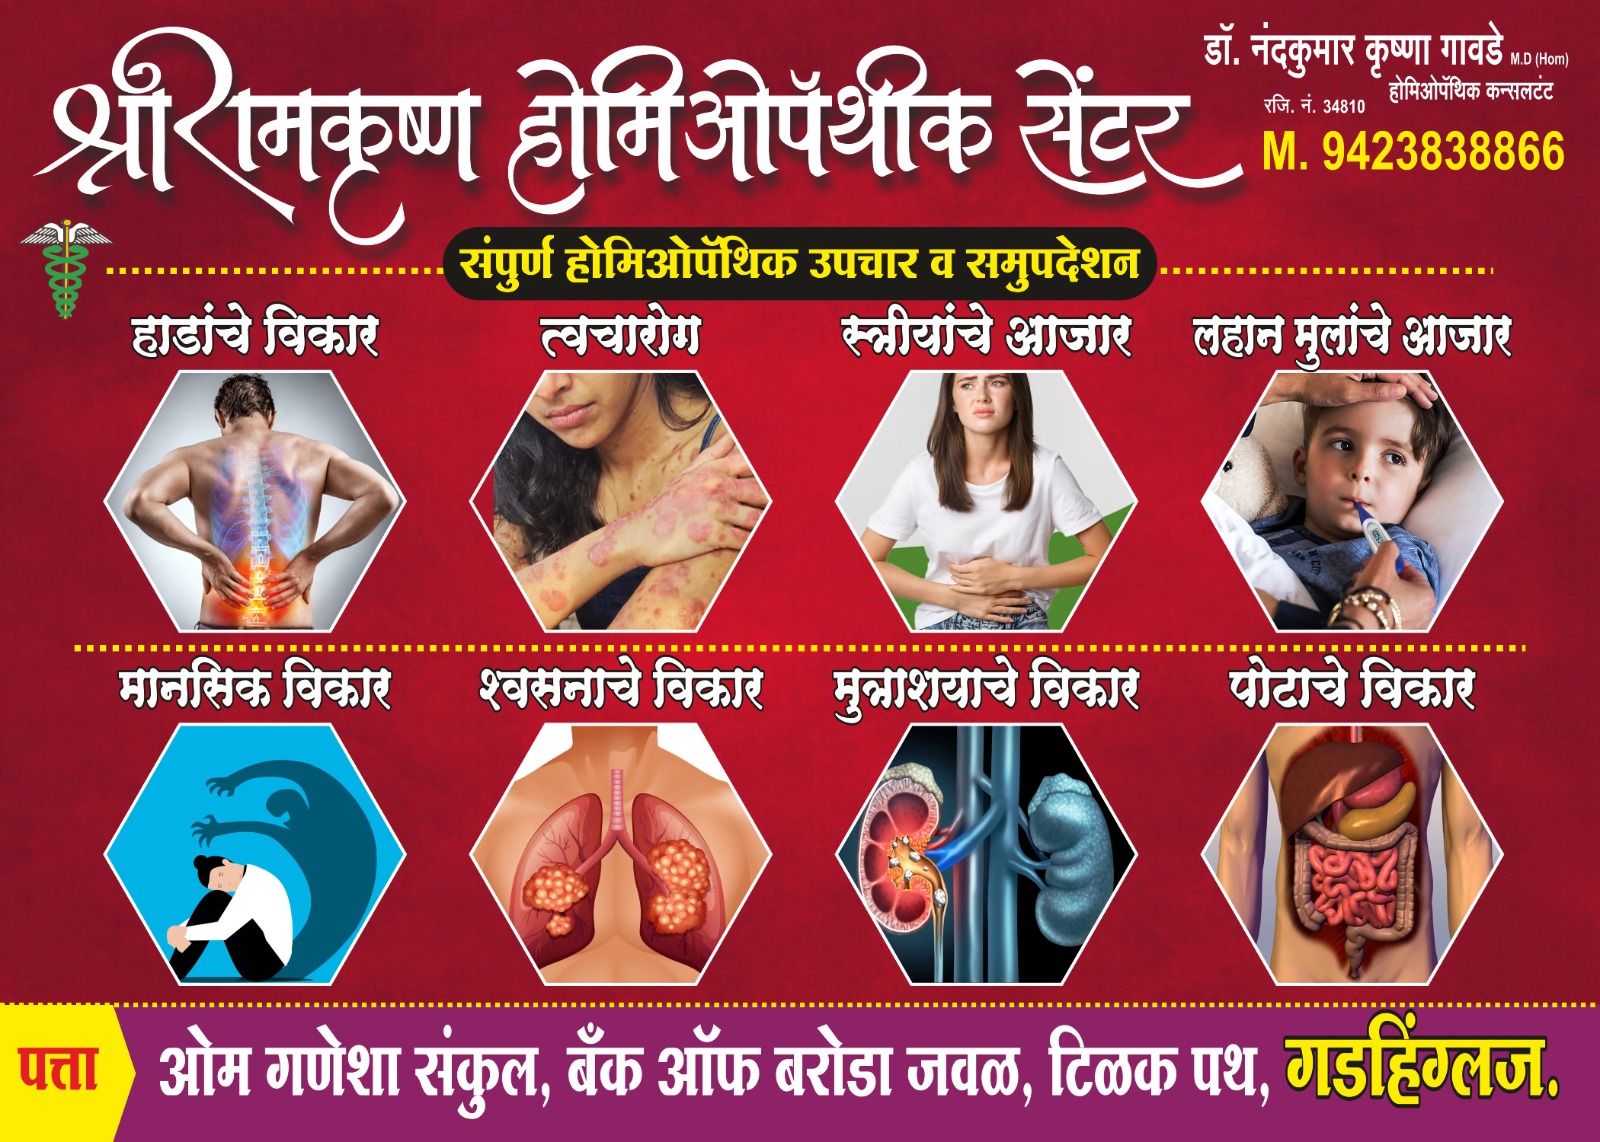 श्री रामकृष्ण होमिओपॅथीक सेंटर
डॉ. नंदकुमार कृष्णा गावडे M.D (Hom)
होमिओपॅथिक कन्सलटंट
रजि. नं. 34810
M. 9423838866
संपुर्ण होमिओपॅथिक उपचार व समुपदेशन
हाडांचे विकार
त्वचारोग
स्त्रीयांचे आजार
लहान मुलांचे आजार
मानसिक विकार
श्वसनाचे विकार
मुत्राशयाचे विकार
पोटाचे विकार
पत्ता
ओम गणेशा संकुल, बँक ऑफ बरोडा जवळ, टिळक पथ, गडहिंग्लज.